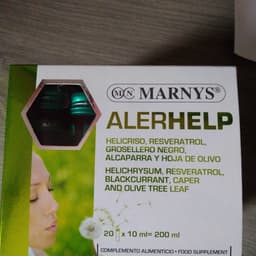 MN MARNYS®
ALERHELP
HELICRISO, RESVERATROL,
GROSELLERO NEGRO,
ALCAPARRA Y HOJA DE OLIVO
HELICHRYSUM, RESVERATROL,
BLACKCURRANT, CAPER
AND OLIVE TREE LEAF
20 x 10 ml= 200 ml
COMPLEMENTO ALIMENTICIO • FOOD SUPPLEMENT